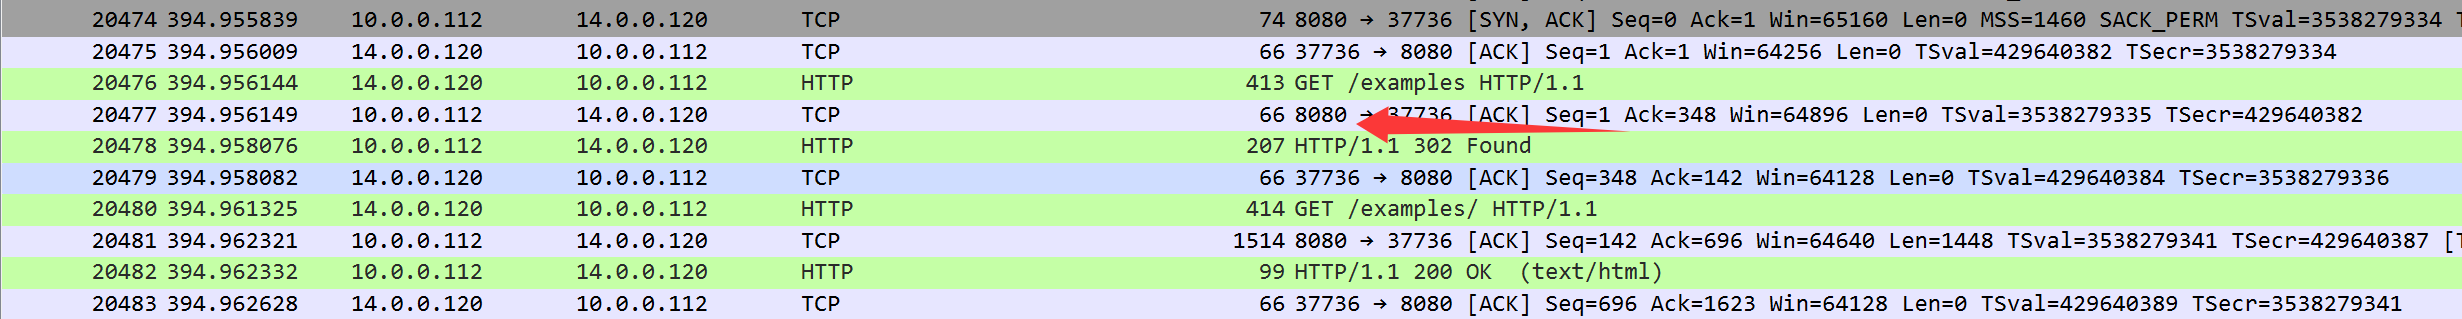 20474 394.955839 10.0.0.112 14.0.0.120 TCP 74 8080 → 37736 [SYN, ACK] Seq=0 Ack=1 Win=65160 Len=0 MSS=1460 SACK_PERM TSval=3538279334
20475 394.956009 14.0.0.120 10.0.0.112 TCP 66 37736 → 8080 [ACK] Seq=1 Ack=1 Win=64256 Len=0 TSval=429640382 TSecr=3538279334
20476 394.956144 14.0.0.120 10.0.0.112 HTTP 413 GET /examples HTTP/1.1
20477 394.956149 10.0.0.112 14.0.0.120 TCP 66 8080 → 37736 [ACK] Seq=1 Ack=348 Win=64896 Len=0 TSval=3538279335 TSecr=429640382
20478 394.958076 10.0.0.112 14.0.0.120 HTTP 207 HTTP/1.1 302 Found
20479 394.958082 14.0.0.120 10.0.0.112 TCP 66 37736 → 8080 [ACK] Seq=348 Ack=142 Win=64128 Len=0 TSval=429640384 TSecr=3538279336
20480 394.961325 14.0.0.120 10.0.0.112 HTTP 414 GET /examples/ HTTP/1.1
20481 394.962321 10.0.0.112 14.0.0.120 TCP 1514 8080 → 37736 [ACK] Seq=142 Ack=696 Win=64640 Len=1448 TSval=3538279341 TSecr=429640387 [T
20482 394.962332 10.0.0.112 14.0.0.120 HTTP 99 HTTP/1.1 200 OK (text/html)
20483 394.962628 14.0.0.120 10.0.0.112 TCP 66 37736 → 8080 [ACK] Seq=696 Ack=1623 Win=64128 Len=0 TSval=429640389 TSecr=3538279341